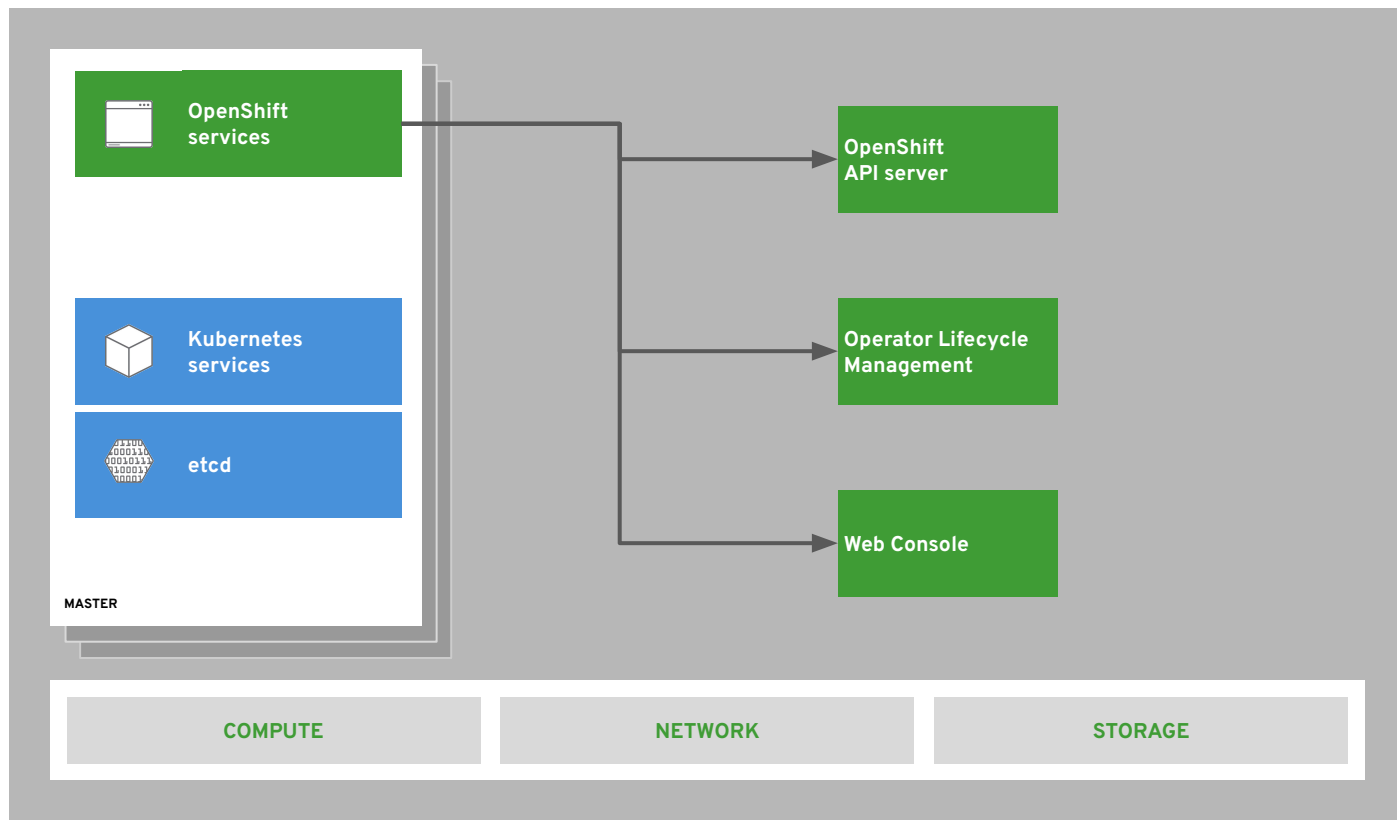 OpenShift
services
Kubernetes
services
etcd
MASTER
OpenShift
API server
Operator Lifecycle
Management
Web Console
COMPUTE
NETWORK
STORAGE